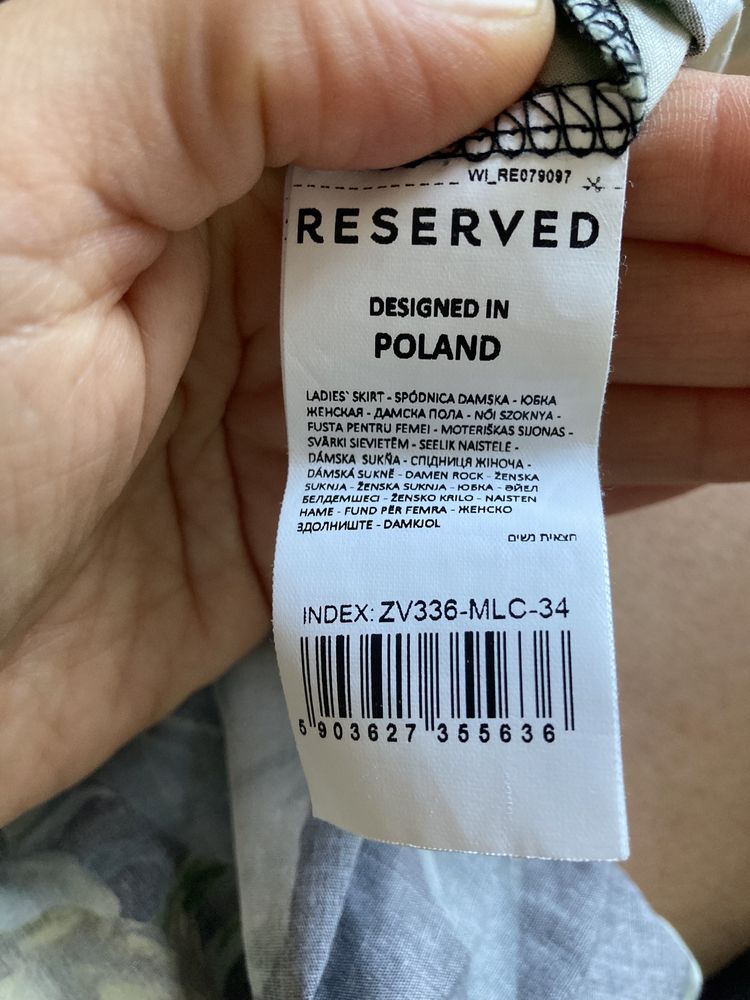 WI_RE079097
RESERVED
DESIGNED IN
POLAND
LADIES` SKIRT - SPÓDNICA DAMSKA - ЮБКА
ЖЕНСКАЯ - ДАМСКА ПОЛА - NŐI SZOKNYA -
FUSTA PENTRU FEMEI - MOTERIŠKAS SIJONAS -
SVĀRKI SIEVIETĒM - SEELIK NAISTELE -
DÁMSKA SUKŇA - СПІДНИЦЯ ЖІНОЧА -
DÁMSKÁ SUKNĚ - DAMEN ROCK - ŽENSKA
SUKNJA - ŽENSKA SUKNJA - ЮБКА - ӘЙЕЛ
БЕЛДЕМШЕСІ - ŽENSKO KRILO - NAISTEN
HAME - FUND PËR FEMRA - ЖЕНСКО
ЗДОЛНИШТЕ - DAMKJOL
חצאית נשים
INDEX: ZV336-MLC-34
5 903627 355636